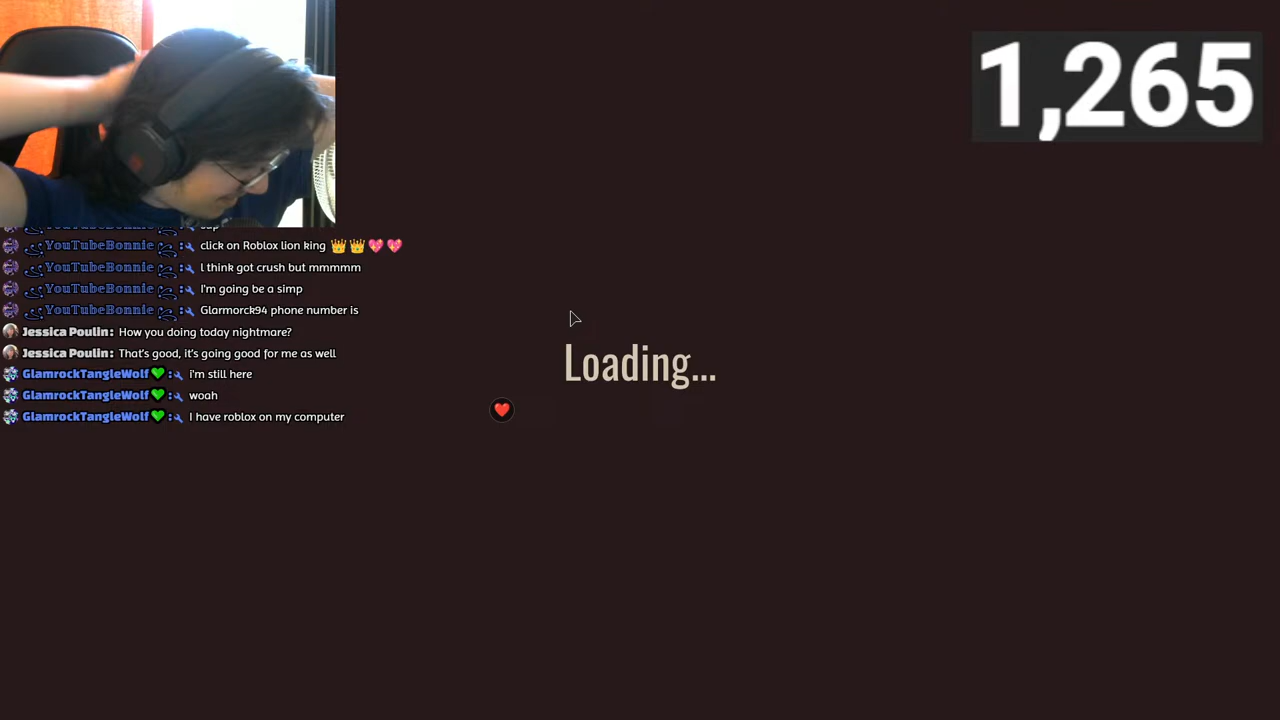 1,265
YouTubeBonnie : click on Roblox lion king 👑👑💖💖
YouTubeBonnie : I think got crush but mmmmm
YouTubeBonnie : I'm going be a simp
YouTubeBonnie : Glarmorck94 phone number is
Jessica Poulin: How you doing today nightmare?
Jessica Poulin: That's good, it's going good for me as well
GlamrockTangleWolf💚 : i'm still here
GlamrockTangleWolf💚 : woah
GlamrockTangleWolf💚 : I have roblox on my computer
Loading...